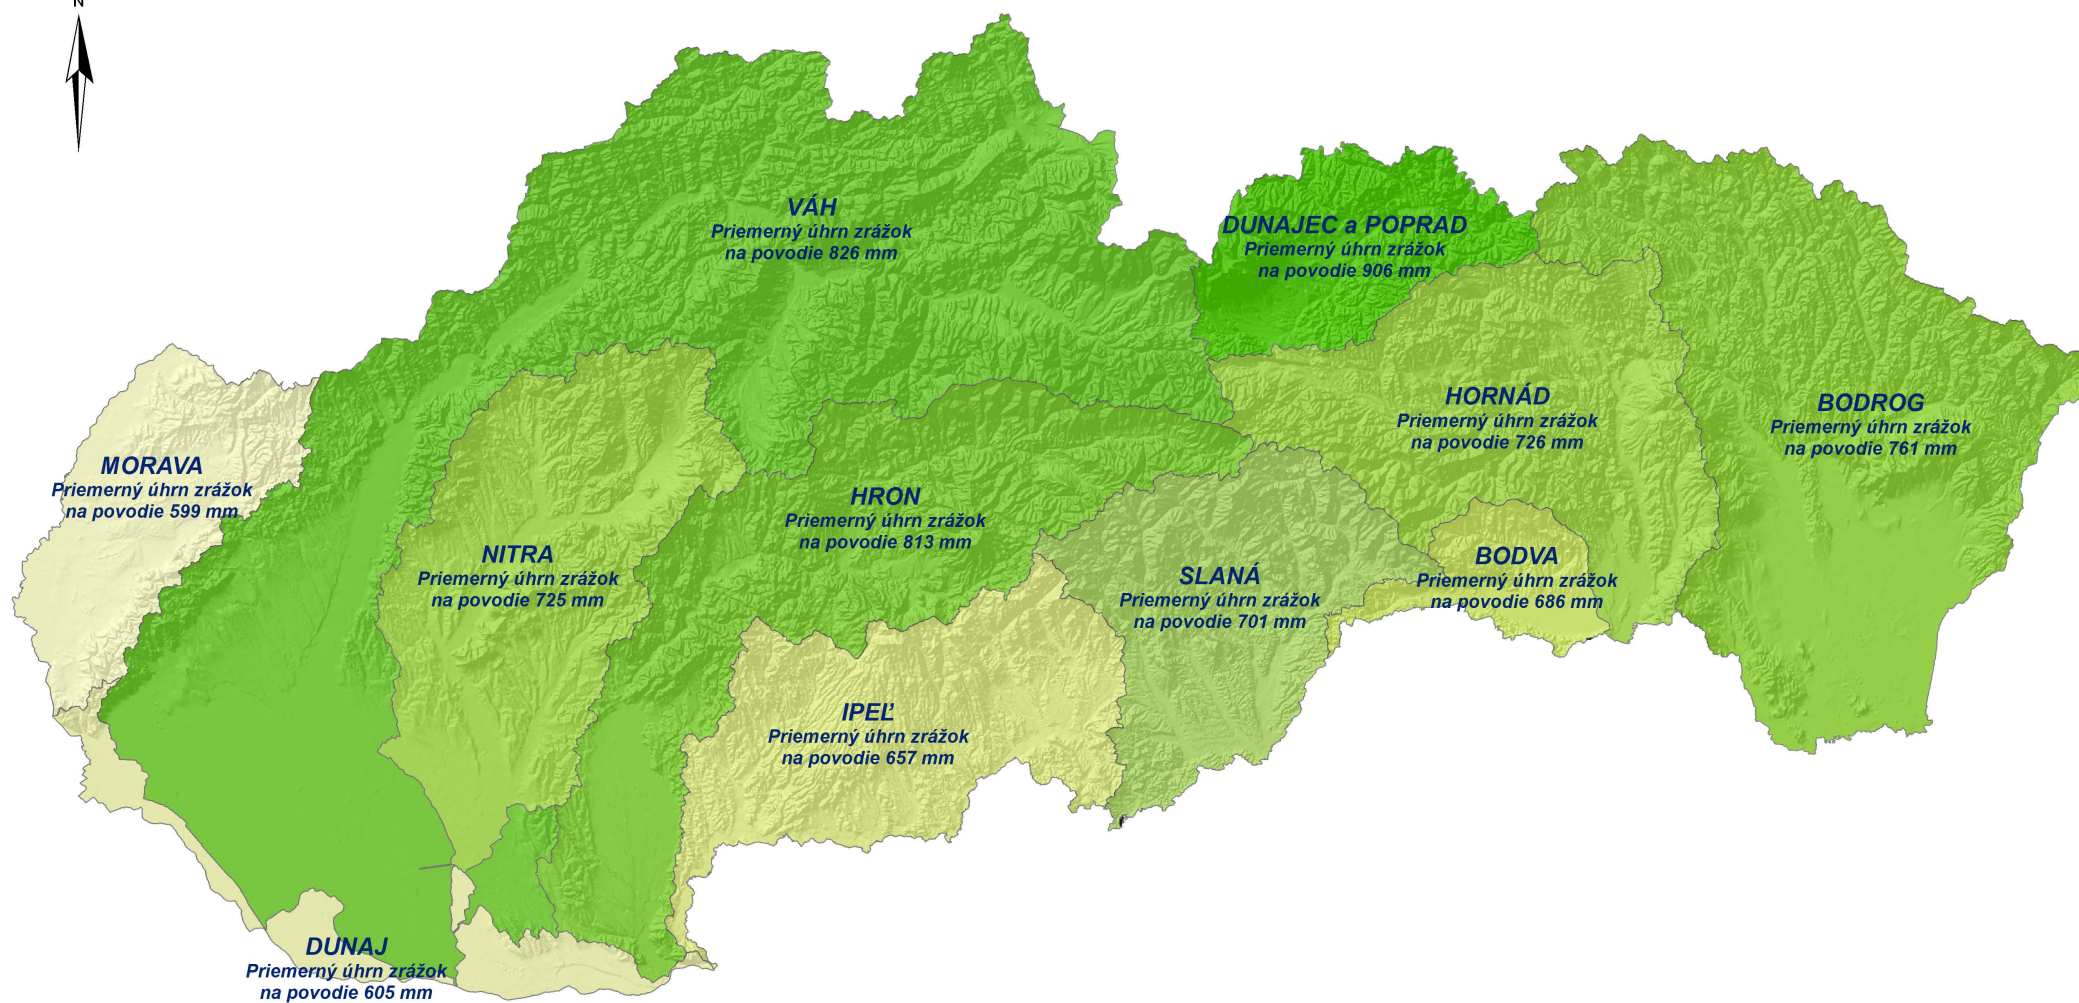 N
VÁH
Priemerný úhrn zrážok
na povodie 826 mm
DUNAJEC a POPRAD
Priemerný úhrn zrážok
na povodie 906 mm
HORNÁD
Priemerný úhrn zrážok
na povodie 726 mm
BODROG
Priemerný úhrn zrážok
na povodie 761 mm
MORAVA
Priemerný úhrn zrážok
na povodie 599 mm
HRON
Priemerný úhrn zrážok
na povodie 813 mm
NITRA
Priemerný úhrn zrážok
na povodie 725 mm
SLANÁ
Priemerný úhrn zrážok
na povodie 701 mm
BODVA
Priemerný úhrn zrážok
na povodie 686 mm
IPEĽ
Priemerný úhrn zrážok
na povodie 657 mm
DUNAJ
Priemerný úhrn zrážok
na povodie 605 mm